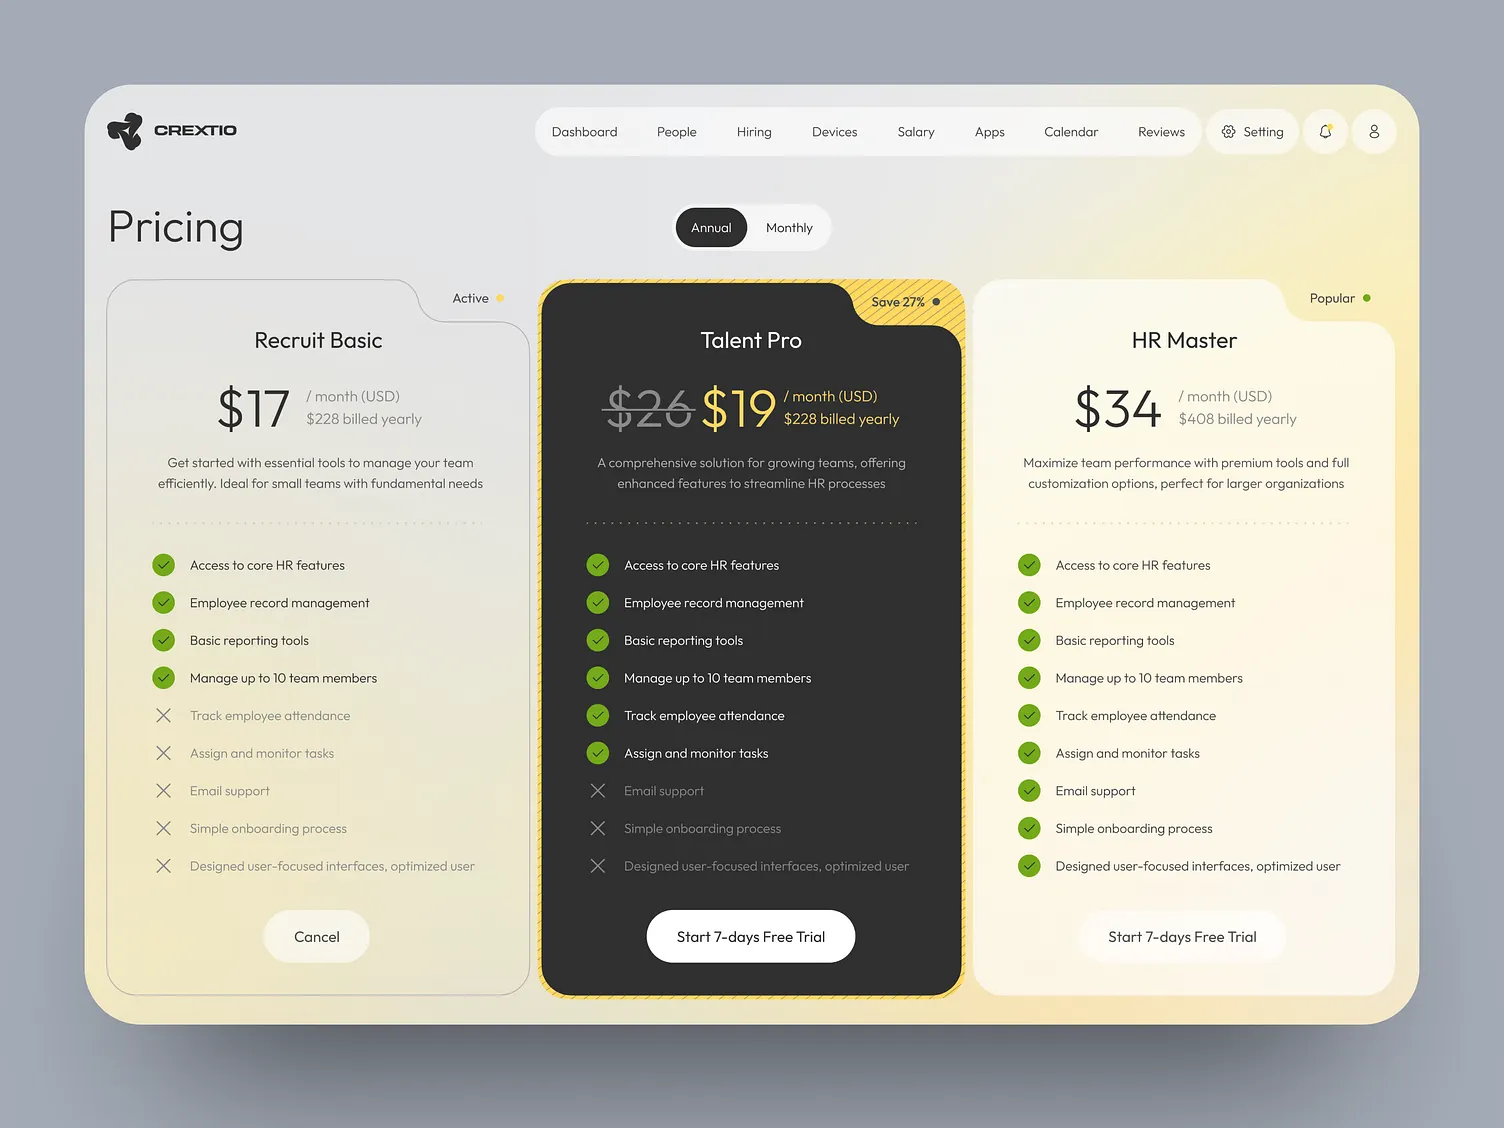 CREXTIO
Dashboard
People
Hiring
Devices
Salary
Apps
Calendar
Reviews
Setting
Pricing
Annual
Monthly
Active
Recruit Basic
$17
/ month (USD)
$228 billed yearly
Get started with essential tools to manage your team
efficiently. Ideal for small teams with fundamental needs
Access to core HR features
Employee record management
Basic reporting tools
Manage up to 10 team members
Track employee attendance
Assign and monitor tasks
Email support
Simple onboarding process
Designed user-focused interfaces, optimized user
Cancel
Save 27%
Talent Pro
$26 $19
/ month (USD)
$228 billed yearly
A comprehensive solution for growing teams, offering
enhanced features to streamline HR processes
Access to core HR features
Employee record management
Basic reporting tools
Manage up to 10 team members
Track employee attendance
Assign and monitor tasks
Email support
Simple onboarding process
Designed user-focused interfaces, optimized user
Start 7-days Free Trial
Popular
HR Master
$34
/ month (USD)
$408 billed yearly
Maximize team performance with premium tools and full
customization options, perfect for larger organizations
Access to core HR features
Employee record management
Basic reporting tools
Manage up to 10 team members
Track employee attendance
Assign and monitor tasks
Email support
Simple onboarding process
Designed user-focused interfaces, optimized user
Start 7-days Free Trial